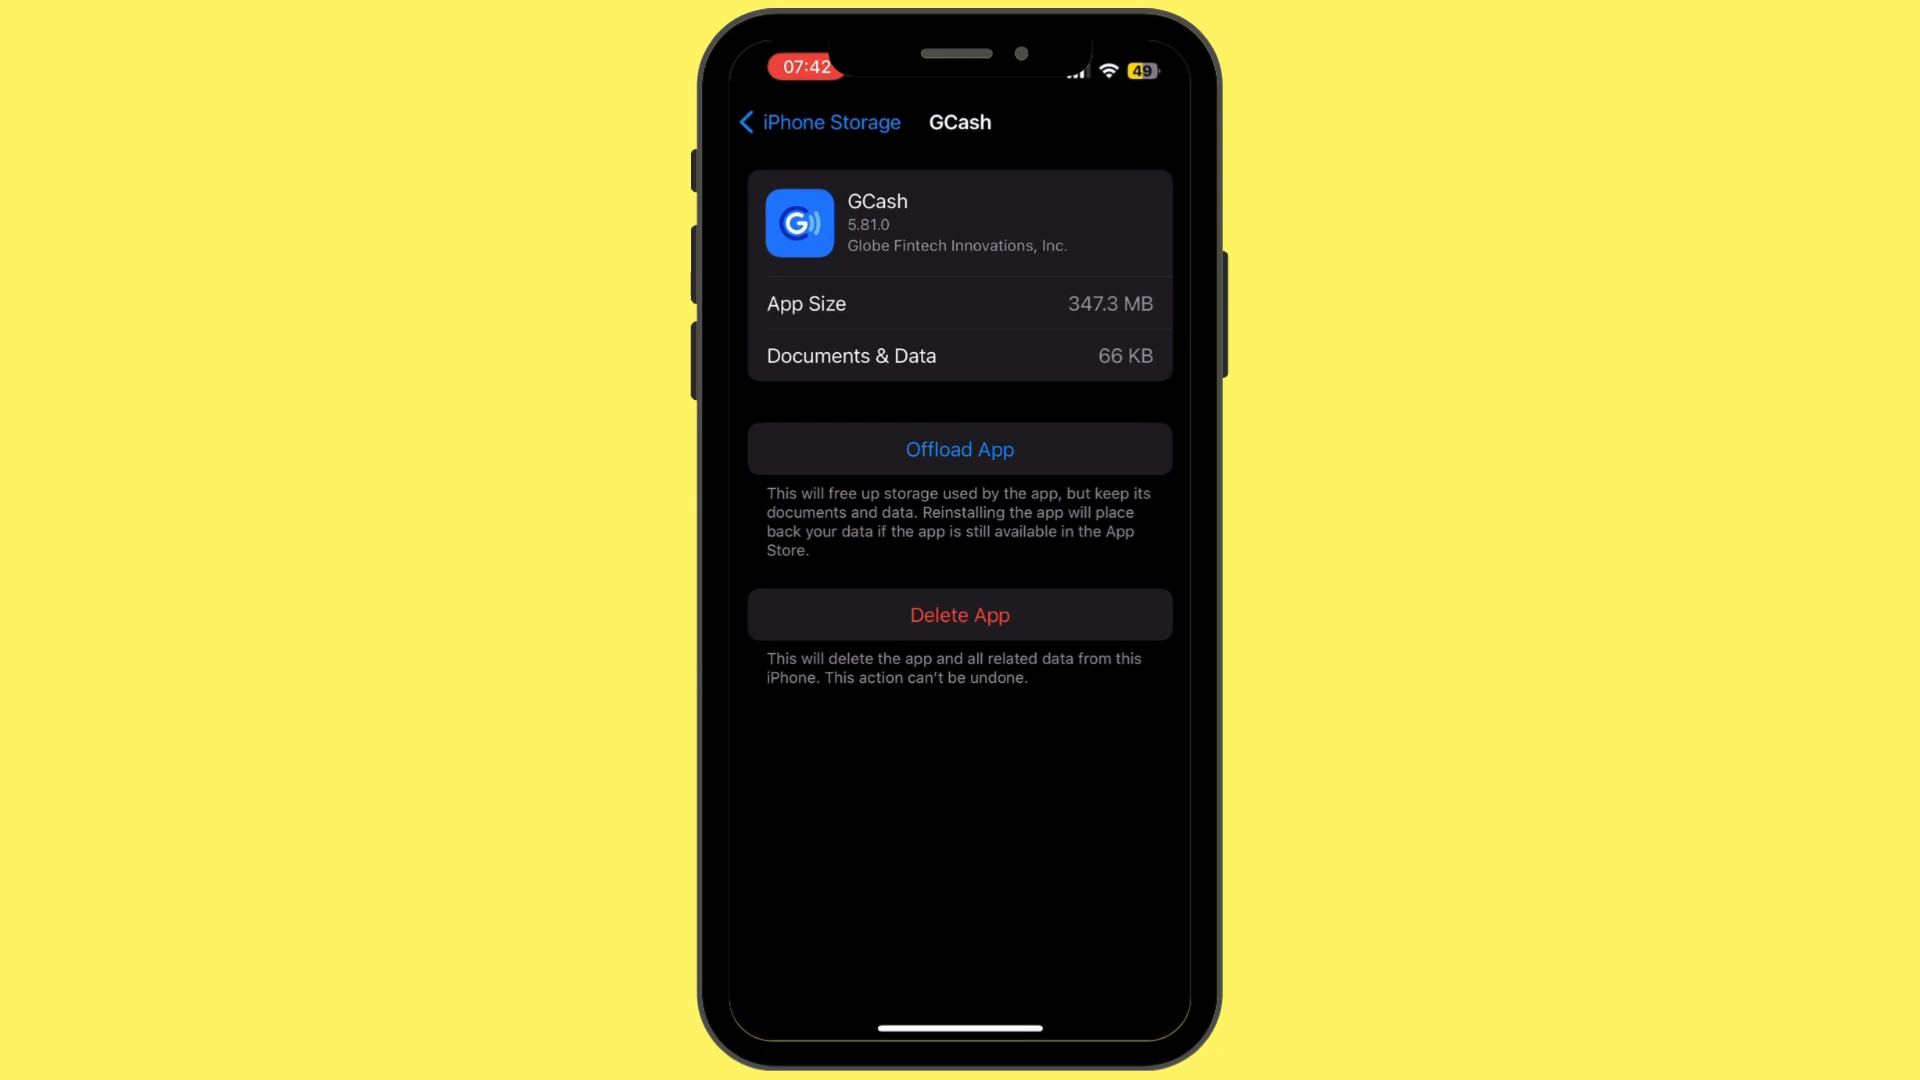 07:42
49
iPhone Storage
GCash
G
GCash
5.81.0
Globe Fintech Innovations, Inc.
App Size 347.3 MB
Documents & Data 66 KB
Offload App
This will free up storage used by the app, but keep its
documents and data. Reinstalling the app will place
back your data if the app is still available in the App
Store.
Delete App
This will delete the app and all related data from this
iPhone. This action can't be undone.